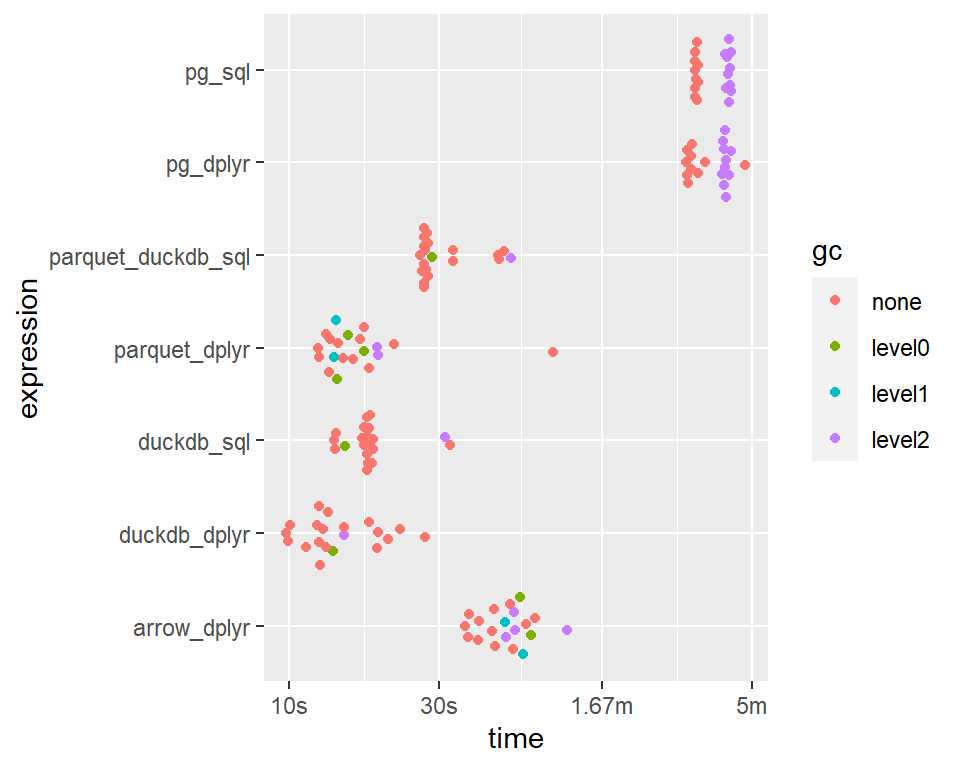 pg_sql
pg_dplyr
parquet_duckdb_sql
parquet_dplyr
duckdb_sql
duckdb_dplyr
arrow_dplyr
expression
10s
30s
1.67m
5m
time
gc
none
level0
level1
level2